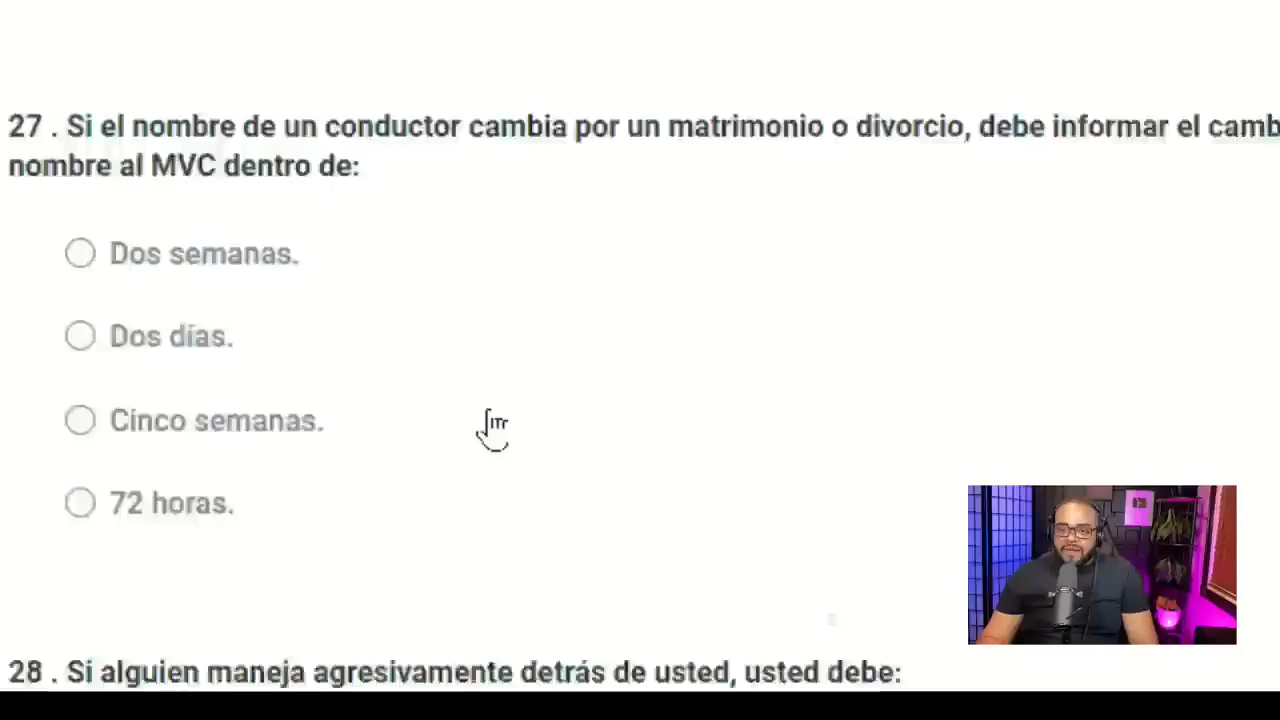 27 . Si el nombre de un conductor cambia por un matrimonio o divorcio, debe informar el camb
nombre al MVC dentro de:
Dos semanas.
Dos días.
Cinco semanas.
72 horas.
28 . Si alguien maneja agresivamente detrás de usted, usted debe: